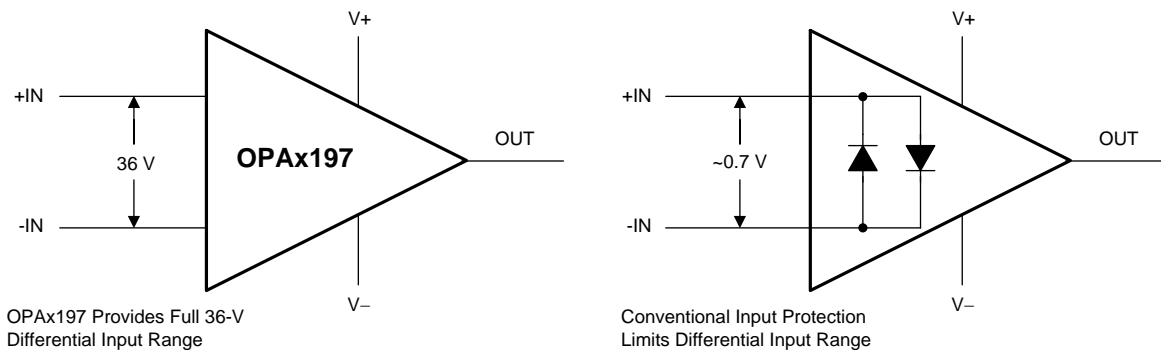 V+
+IN
36 V
OPAx197
OUT
-IN
V−
OPAx197 Provides Full 36-V
Differential Input Range
V+
+IN
~0.7 V
OUT
-IN
V−
Conventional Input Protection
Limits Differential Input Range